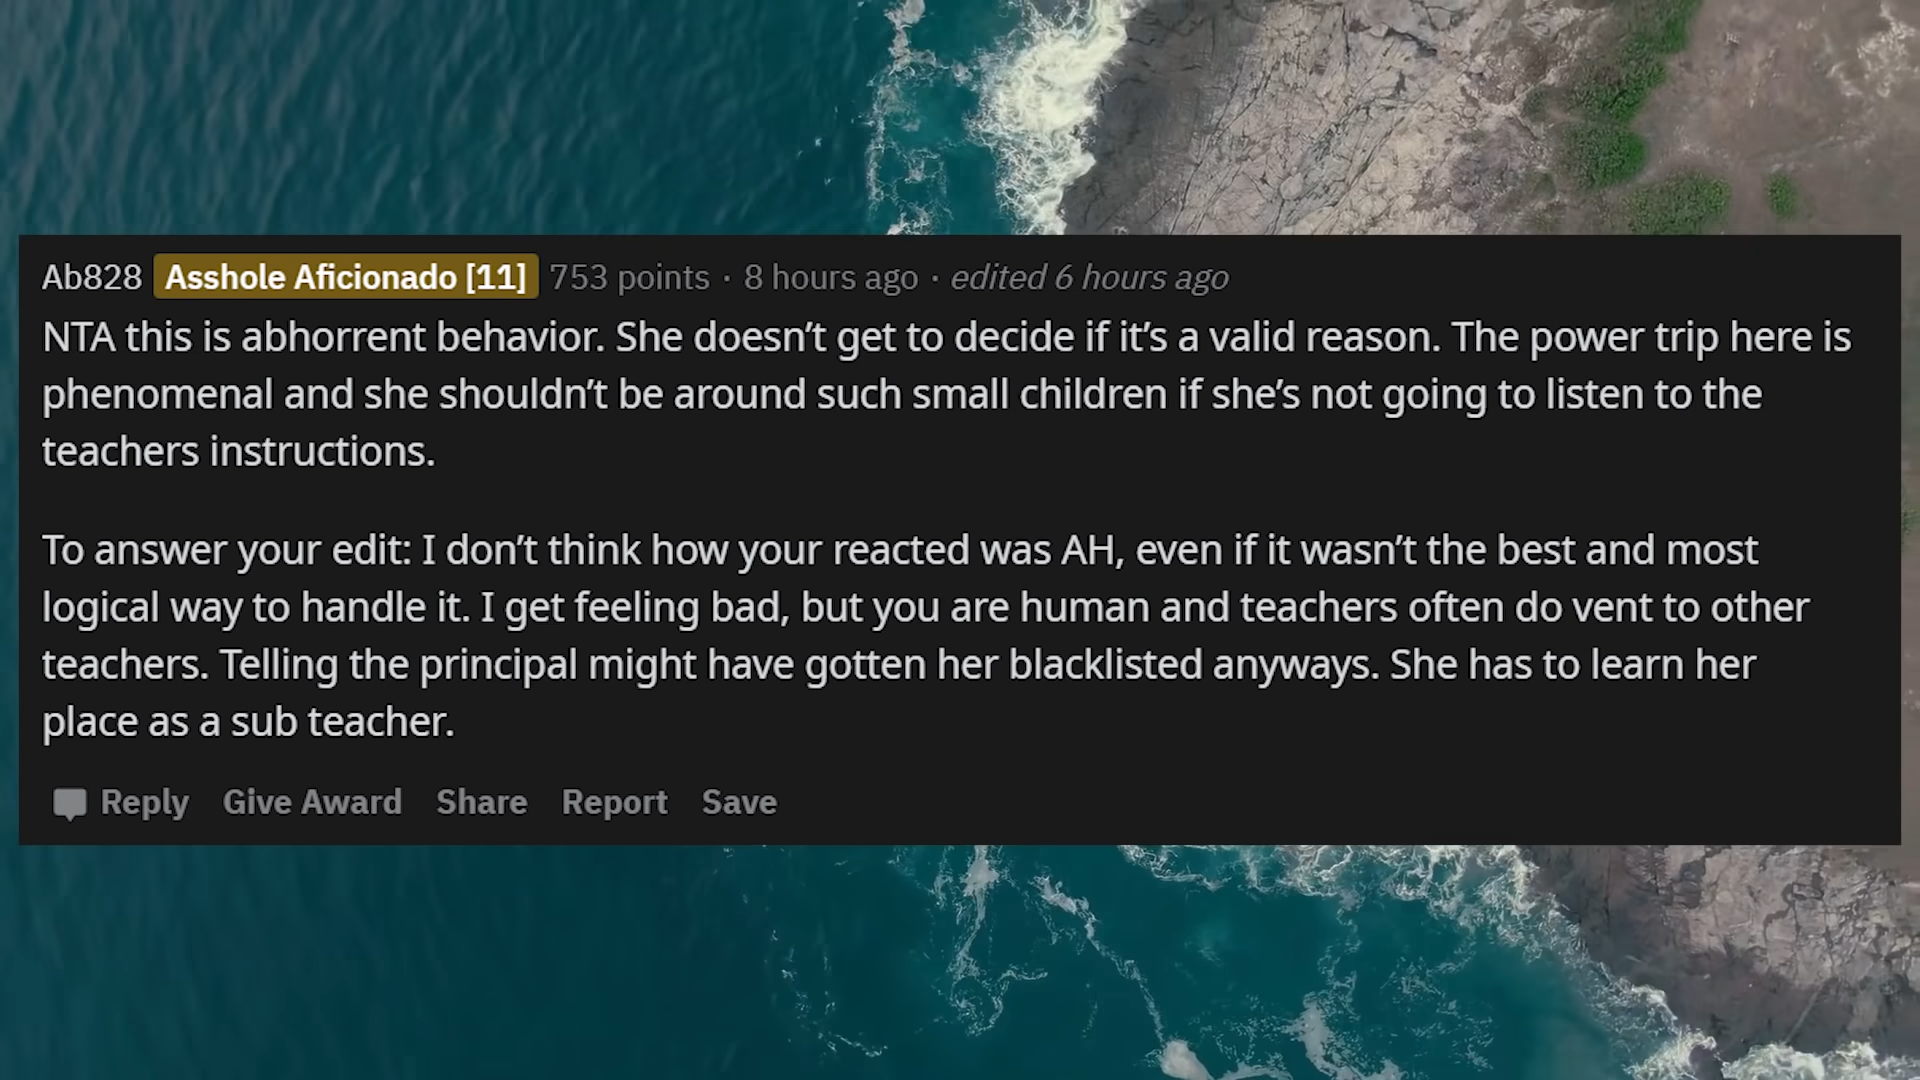 Ab828 Asshole Aficionado [11] 753 points · 8 hours ago · edited 6 hours ago
NTA this is abhorrent behavior. She doesn’t get to decide if it’s a valid reason. The power trip here is
phenomenal and she shouldn’t be around such small children if she’s not going to listen to the
teachers instructions.
To answer your edit: I don’t think how your reacted was AH, even if it wasn’t the best and most
logical way to handle it. I get feeling bad, but you are human and teachers often do vent to other
teachers. Telling the principal might have gotten her blacklisted anyways. She has to learn her
place as a sub teacher.
Reply Give Award Share Report Save